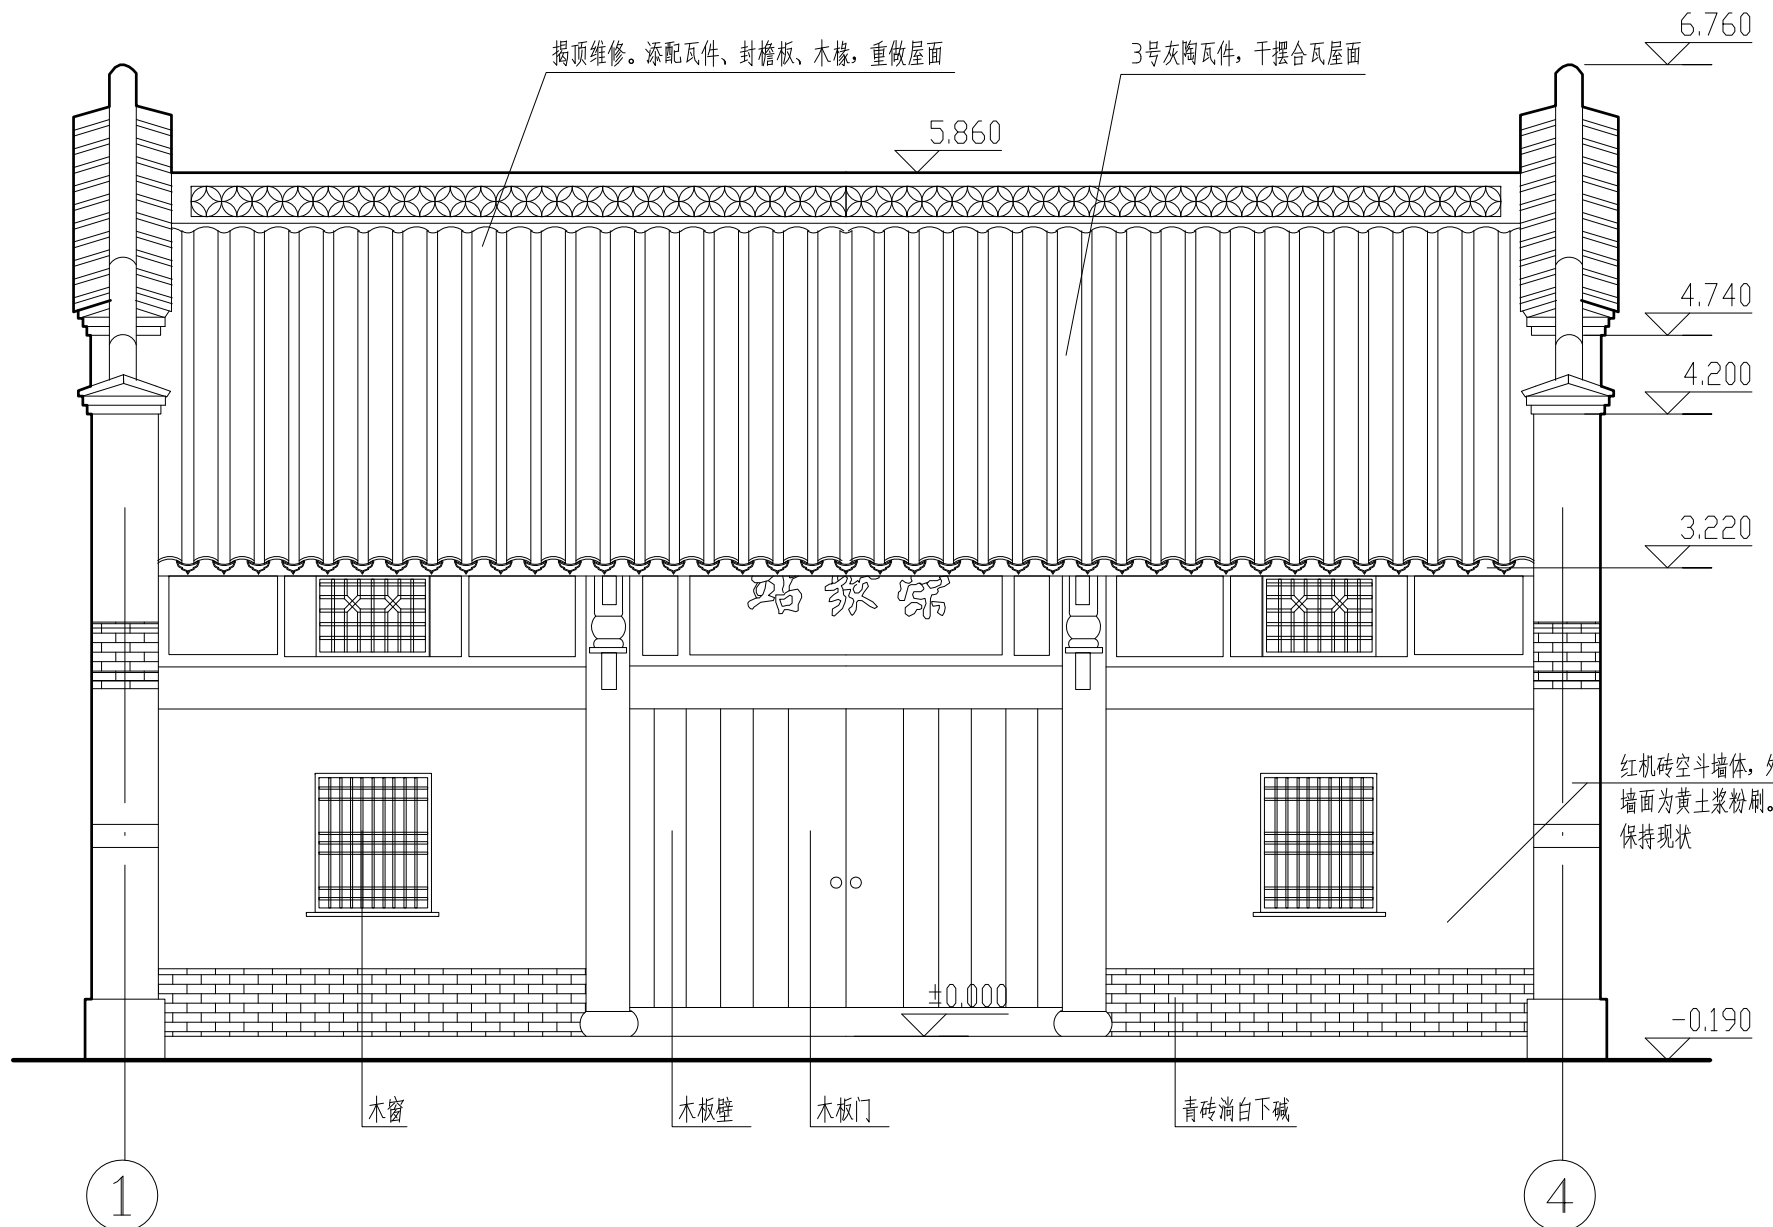 6.760
揭顶维修。添配瓦件、封檐板、木椽，重做屋面
3号灰陶瓦件，干摆合瓦屋面
5.860
4.740
4.200
3.220
红机砖空斗墙体，外
墙面为黄土浆粉刷。
保持现状
±0.000
-0.190
木窗
木板壁
木板门
青砖淌白下碱
1
4